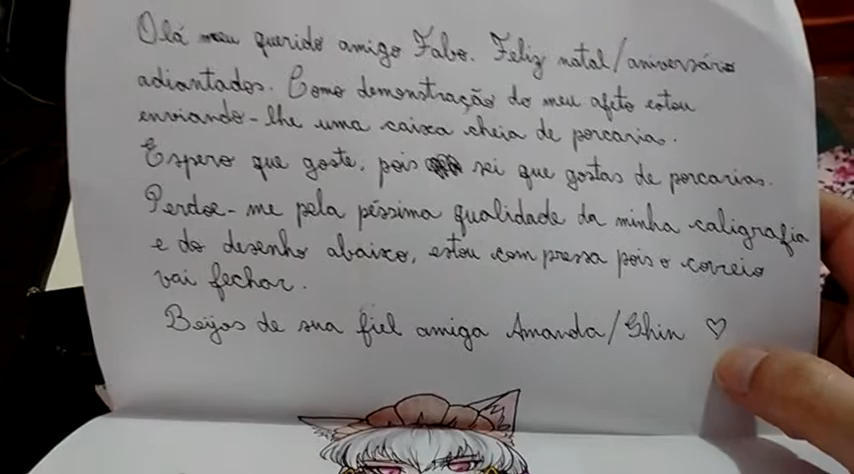 Olá meu querido amigo Fabo. Feliz natal/aniversário
adiantados. Como demonstração do meu afeto estou
enviando-lhe uma caixa cheia de porcarias.
Espero que goste, pois sei que gostas de porcarias.
Perdoe-me pela péssima qualidade da minha caligrafia
e do desenho abaixo, estou com pressa pois o correio
vai fechar.
Beijos de sua fiel amiga Amanda/Shin ♡